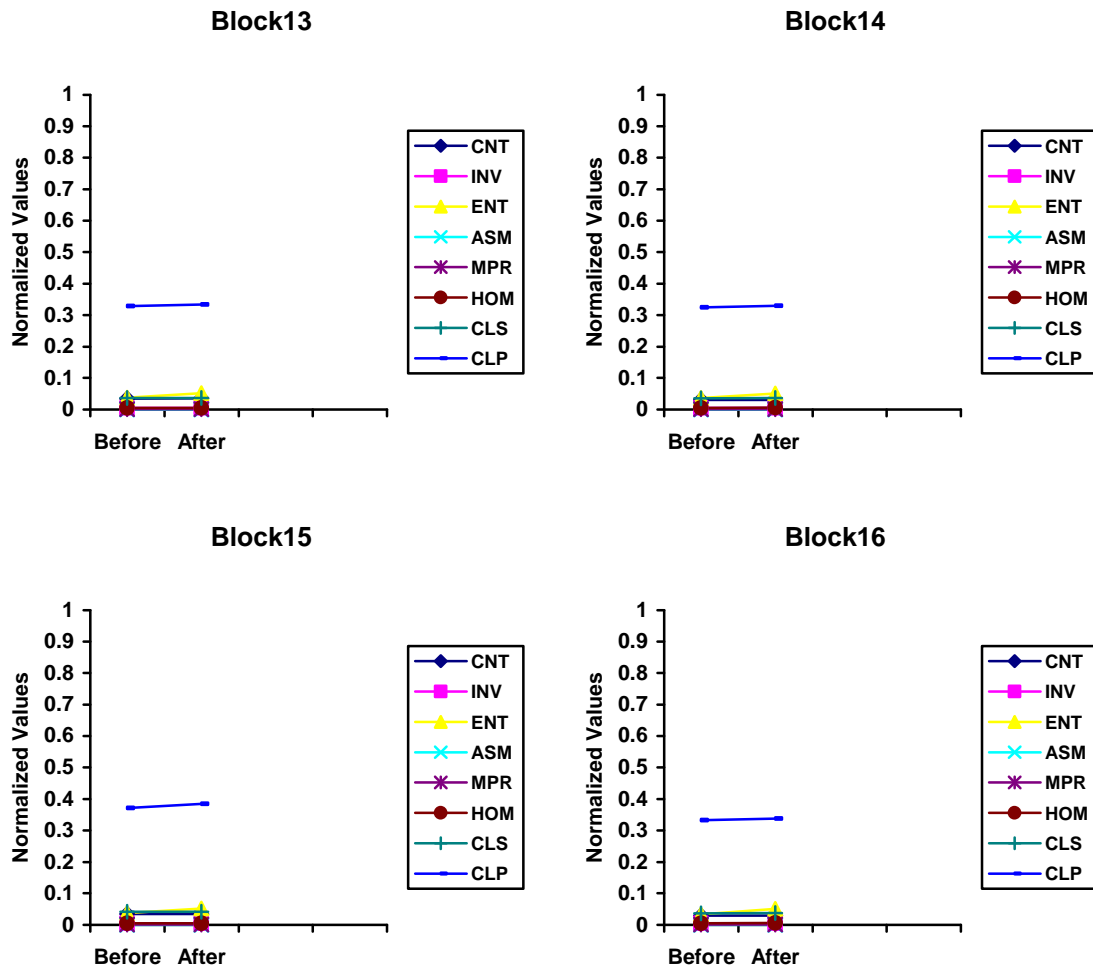 Block13
Normalized Values
1
0.9
0.8
0.7
0.6
0.5
0.4
0.3
0.2
0.1
0
Before After
CNT
INV
ENT
ASM
MPR
HOM
CLS
CLP
Block14
Normalized Values
1
0.9
0.8
0.7
0.6
0.5
0.4
0.3
0.2
0.1
0
Before After
CNT
INV
ENT
ASM
MPR
HOM
CLS
CLP
Block15
Normalized Values
1
0.9
0.8
0.7
0.6
0.5
0.4
0.3
0.2
0.1
0
Before After
CNT
INV
ENT
ASM
MPR
HOM
CLS
CLP
Block16
Normalized Values
1
0.9
0.8
0.7
0.6
0.5
0.4
0.3
0.2
0.1
0
Before After
CNT
INV
ENT
ASM
MPR
HOM
CLS
CLP